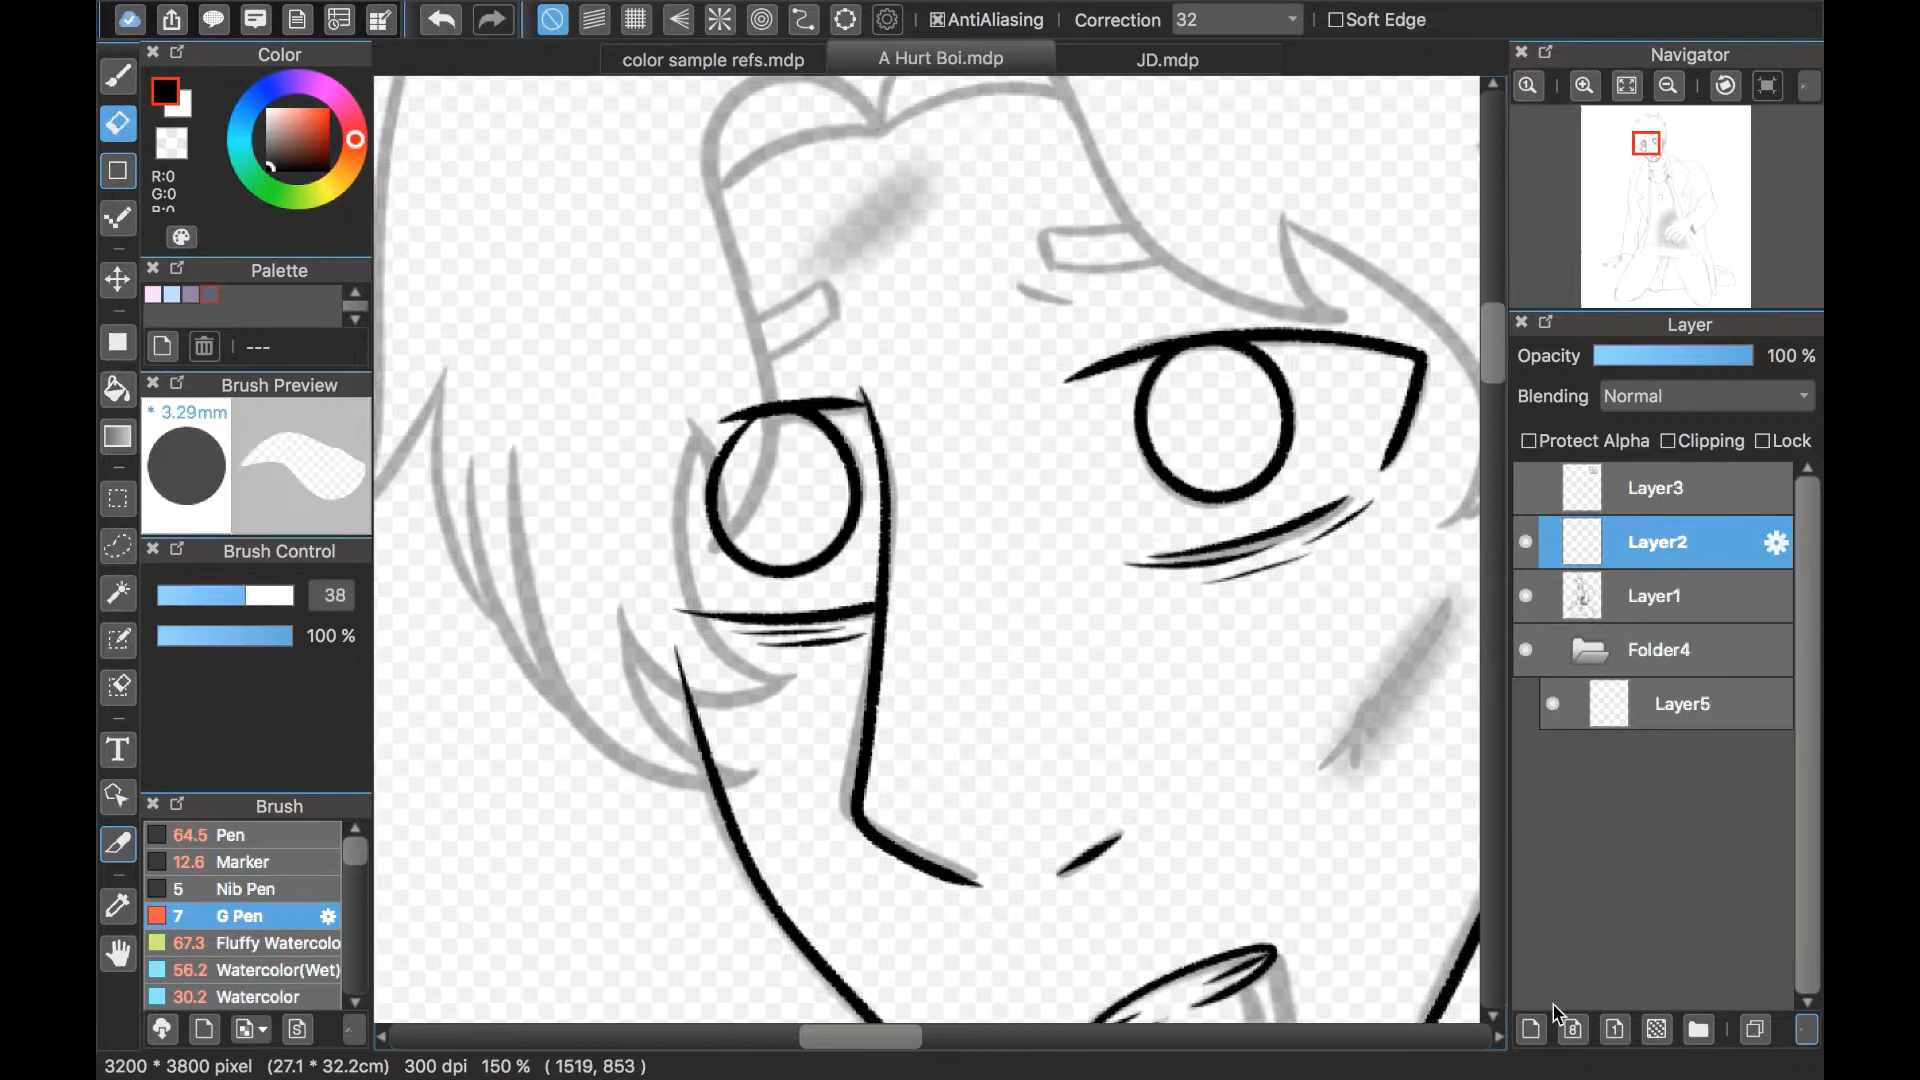 AntiAliasing Correction 32 Soft Edge
color sample refs.mdp A Hurt Boi.mdp JD.mdp
Color
R:0
G:0
B:0
Palette
---
Brush Preview
* 3.29mm
Brush Control
38
100 %
Brush
64.5 Pen
12.6 Marker
5 Nib Pen
7 G Pen
67.3 Fluffy Watercolo
56.2 Watercolor(Wet)
30.2 Watercolor
T
S
Navigator
1
Layer
Opacity 100 %
Blending Normal
Protect Alpha Clipping Lock
Layer3
Layer2
Layer1
Folder4
Layer5
8 1
3200 * 3800 pixel (27.1 * 32.2cm) 300 dpi 150 % ( 1519, 853 )